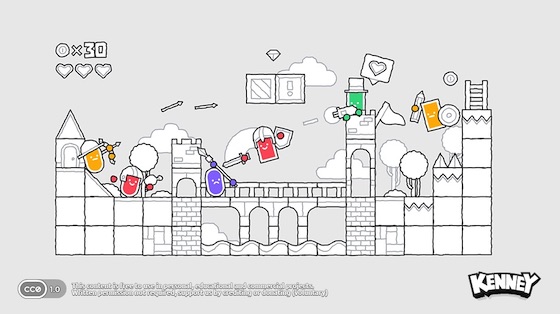 ×30
!
KENNEY
CC0 1.0
This content is free to use in personal, educational and commercial projects.
Written permission not required, support us by crediting or donating (voluntary)